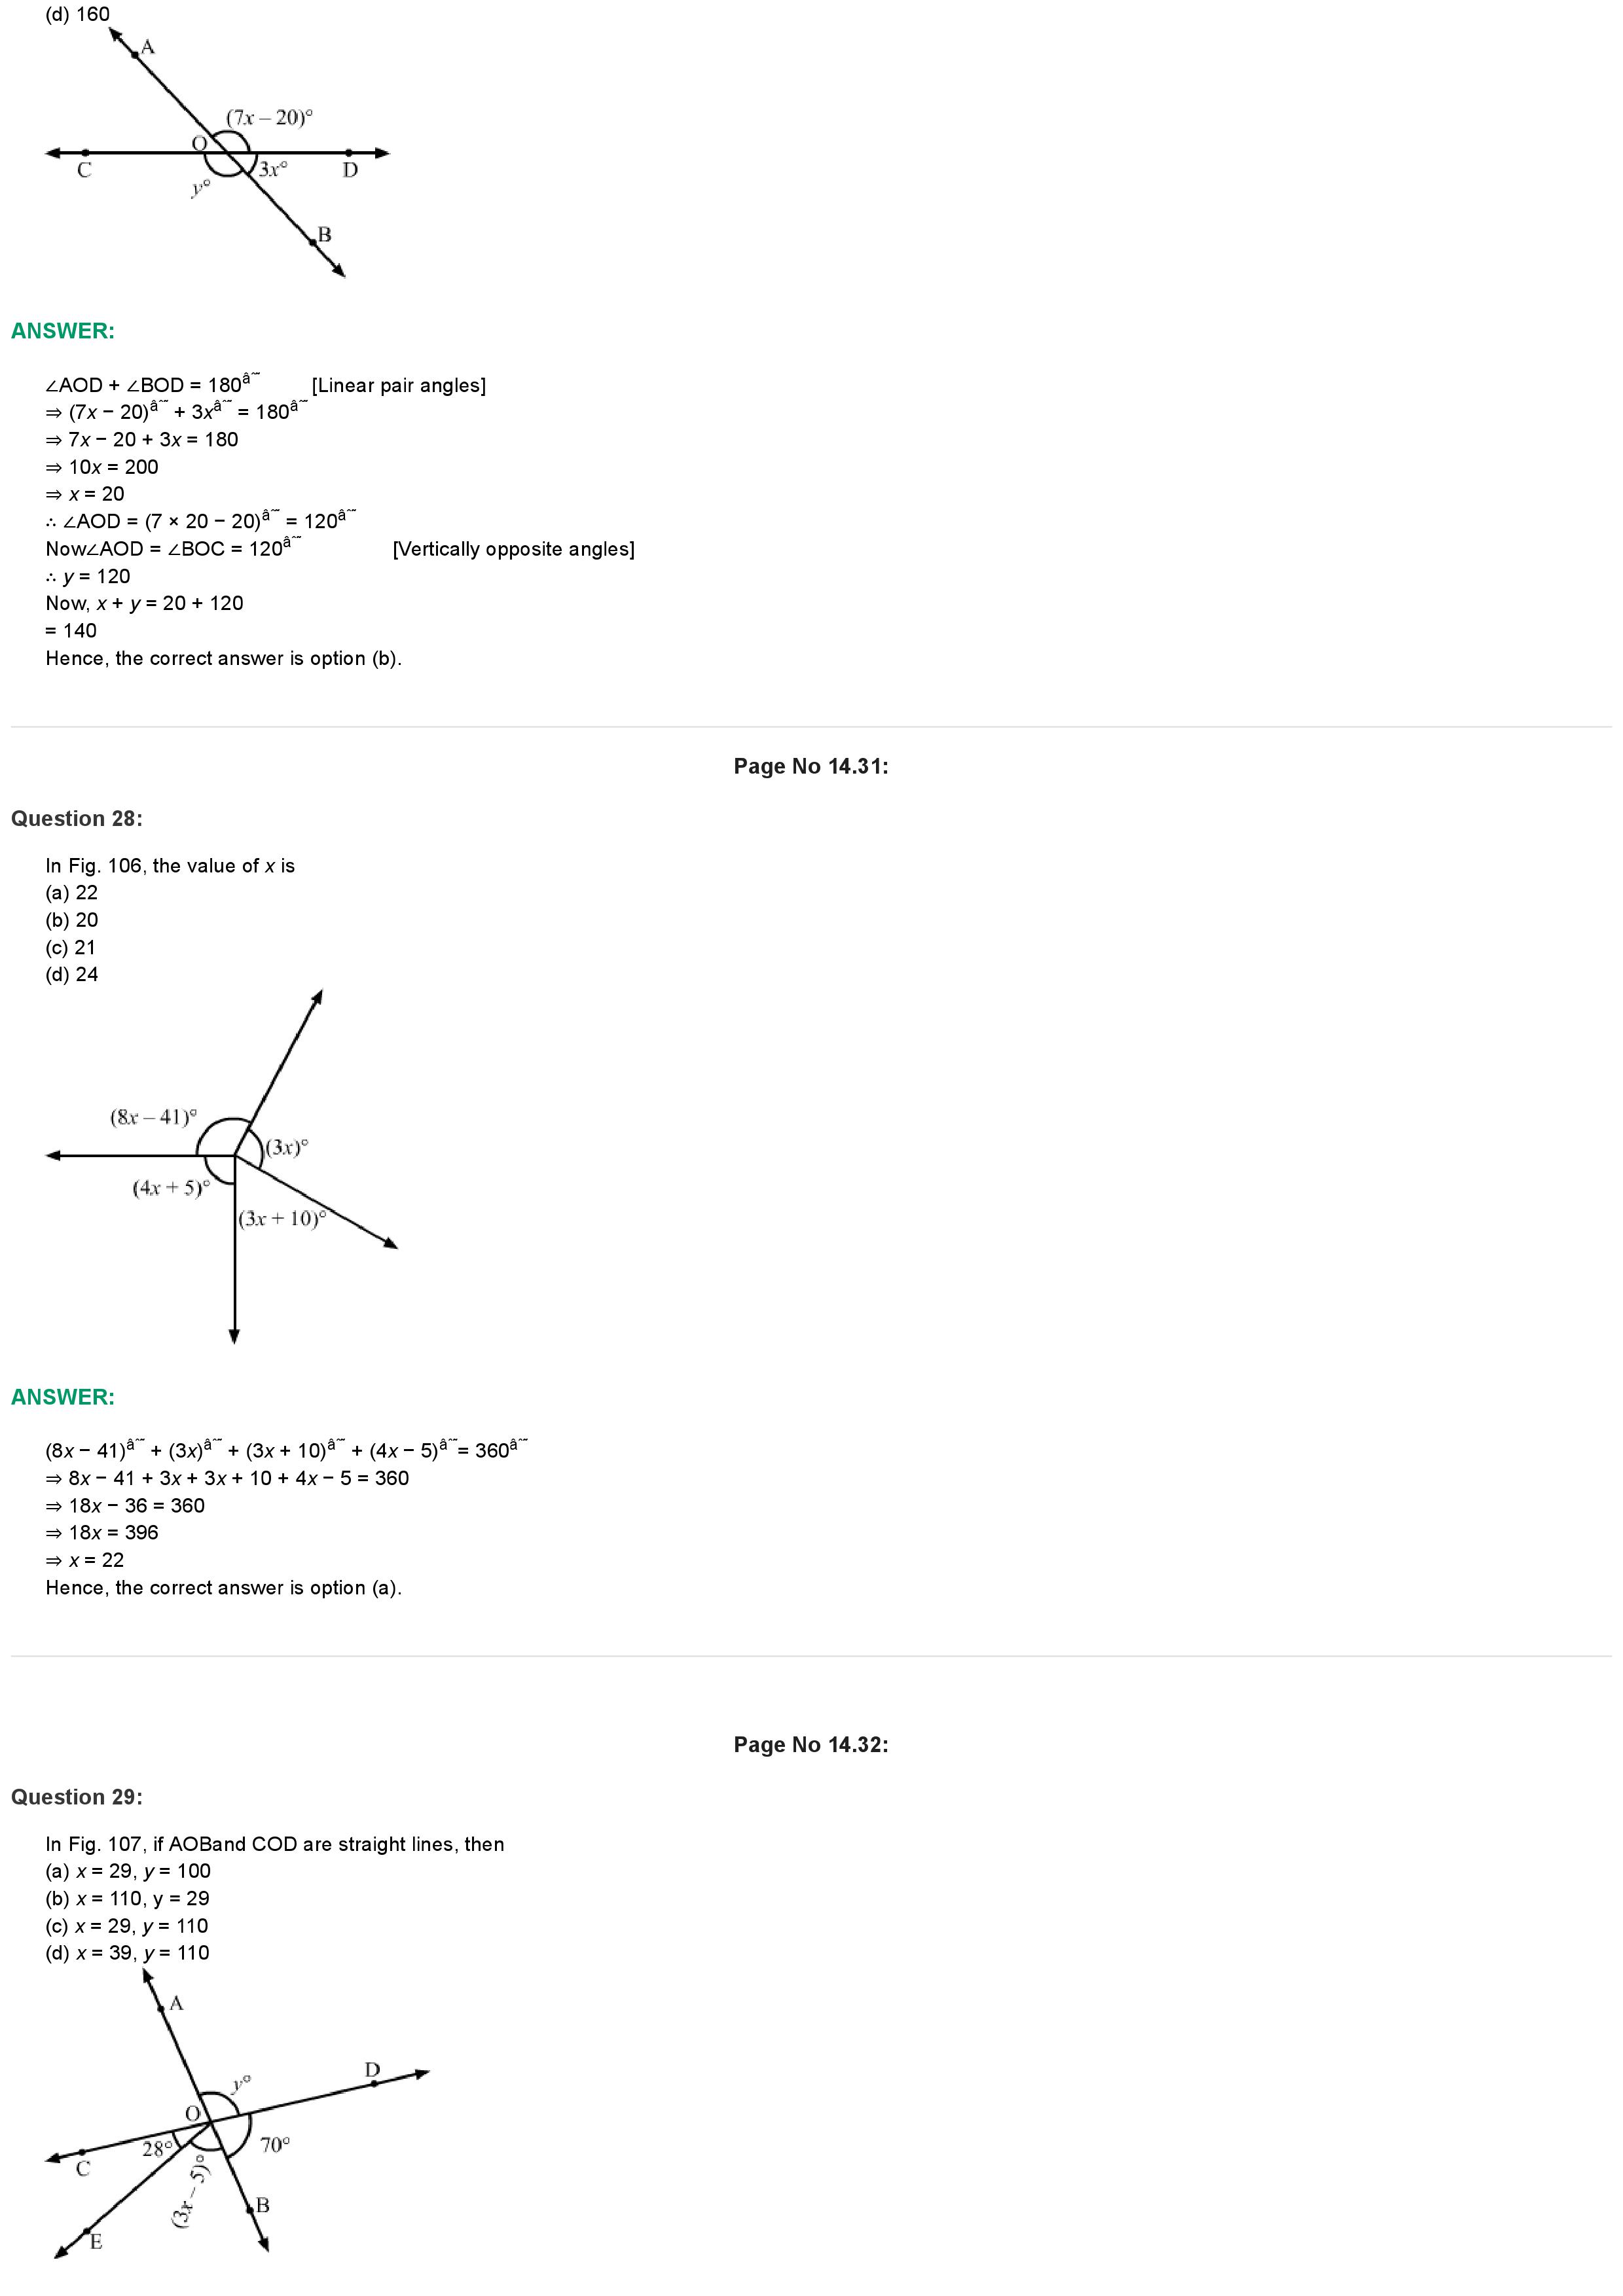 (d) 160
A
(7x – 20)°
O
C
3x°
D
y°
B
ANSWER:
∠AOD + ∠BOD = 180â˜ [Linear pair angles]
⇒ (7x − 20)â˜ + 3xâ˜ = 180â˜
⇒ 7x − 20 + 3x = 180
⇒ 10x = 200
⇒ x = 20
∴ ∠AOD = (7 × 20 − 20)â˜ = 120â˜
Now∠AOD = ∠BOC = 120â˜ [Vertically opposite angles]
∴ y = 120
Now, x + y = 20 + 120
= 140
Hence, the correct answer is option (b).
Page No 14.31:
Question 28:
In Fig. 106, the value of x is
(a) 22
(b) 20
(c) 21
(d) 24
(8x – 41)°
(3x)°
(4x + 5)°
(3x + 10)°
ANSWER:
(8x − 41)â˜ + (3x)â˜ + (3x + 10)â˜ + (4x − 5)â˜= 360â˜
⇒ 8x − 41 + 3x + 3x + 10 + 4x − 5 = 360
⇒ 18x − 36 = 360
⇒ 18x = 396
⇒ x = 22
Hence, the correct answer is option (a).
Page No 14.32:
Question 29:
In Fig. 107, if AOBand COD are straight lines, then
(a) x = 29, y = 100
(b) x = 110, y = 29
(c) x = 29, y = 110
(d) x = 39, y = 110
A
D
y°
O
28°
70°
C
(3x – 5)°
B
E